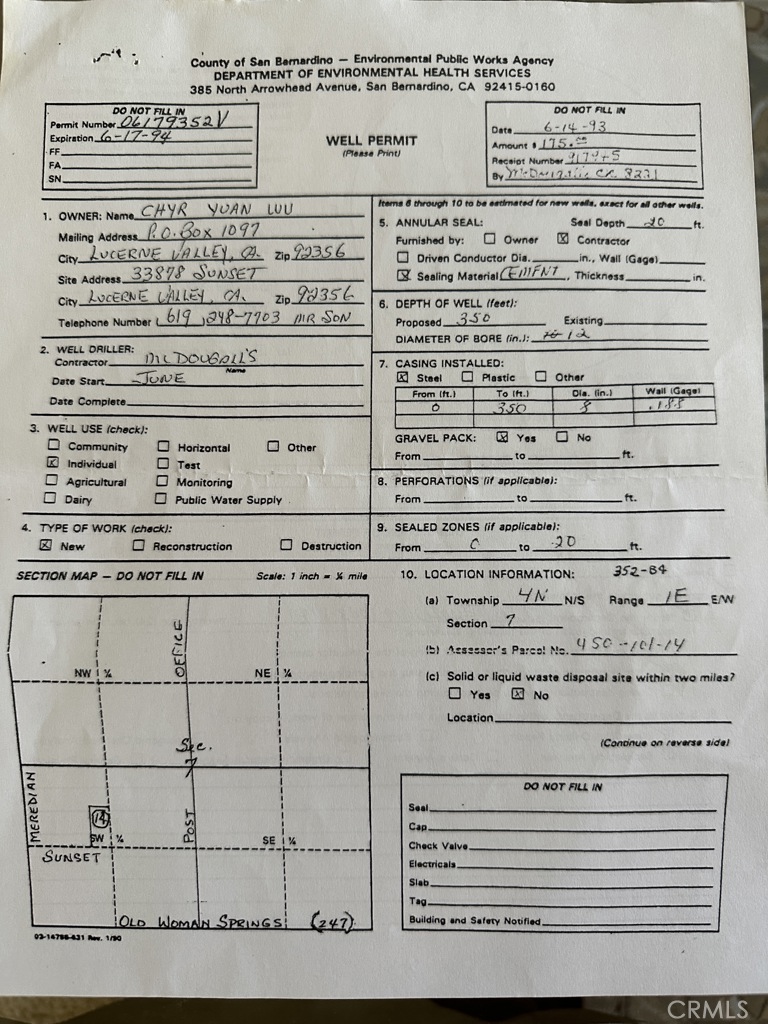 County of San Bernardino — Environmental Public Works Agency
DEPARTMENT OF ENVIRONMENTAL HEALTH SERVICES
385 North Arrowhead Avenue, San Bernardino, CA 92415-0160
DO NOT FILL IN
Permit Number 06179352V
Expiration 6-17-94
FF
FA
SN
WELL PERMIT
(Please Print)
DO NOT FILL IN
Date 6-14-93
Amount $ 175.00
Receipt Number
By
1. OWNER: Name CHYR YUAN LUU
Mailing Address P.O. BOX 1097
City LUCERNE VALLEY, CA. Zip 92356
Site Address 33878 SUNSET
City LUCERNE VALLEY, CA. Zip 92356
Telephone Number (619) 248-7703 MR SON
2. WELL DRILLER:
Contractor MCDOUGALL'S
Name
Date Start JUNE
Date Complete
3. WELL USE (check):
☐ Community ☐ Horizontal ☐ Other
☒ Individual ☐ Test
☐ Agricultural ☐ Monitoring
☐ Dairy ☐ Public Water Supply
4. TYPE OF WORK (check):
☒ New ☐ Reconstruction ☐ Destruction
SECTION MAP — DO NOT FILL IN Scale: 1 inch = ¼ mile
OFFICE
NW ¼ NE ¼
Sec.
7
MEREDIAN
14
POST
SW ¼ SE ¼
SUNSET
OLD WOMAN SPRINGS (247)
03-14786-631 Rev. 1/90
Items 6 through 10 to be estimated for new wells, exact for all other wells.
5. ANNULAR SEAL: Seal Depth 20 ft.
Furnished by: ☐ Owner ☒ Contractor
☐ Driven Conductor Dia. in., Wall (Gage)
☒ Sealing Material CEMENT, Thickness in.
6. DEPTH OF WELL (feet):
Proposed 350 Existing
DIAMETER OF BORE (in.): 12
7. CASING INSTALLED:
☒ Steel ☐ Plastic ☐ Other
From (ft.) To (ft.) Dia. (in.) Wall (Gage)
0 350 8 .188
GRAVEL PACK: ☒ Yes ☐ No
From to ft.
8. PERFORATIONS (if applicable):
From to ft.
9. SEALED ZONES (if applicable):
From 0 to 20 ft.
10. LOCATION INFORMATION: 352-B4
(a) Township 4N N/S Range 1E E/W
Section 7
(b) Assessor's Parcel No. 450-101-14
(c) Solid or liquid waste disposal site within two miles?
☐ Yes ☒ No
Location
(Continue on reverse side)
DO NOT FILL IN
Seal
Cap
Check Valve
Electricals
Slab
Tag
Building and Safety Notified
CRMLS